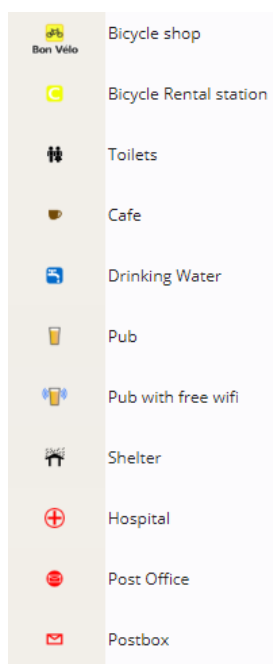 Bicycle shop
Bon Vélo
C
Bicycle Rental station
Toilets
Cafe
Drinking Water
Pub
Pub with free wifi
Shelter
Hospital
Post Office
Postbox